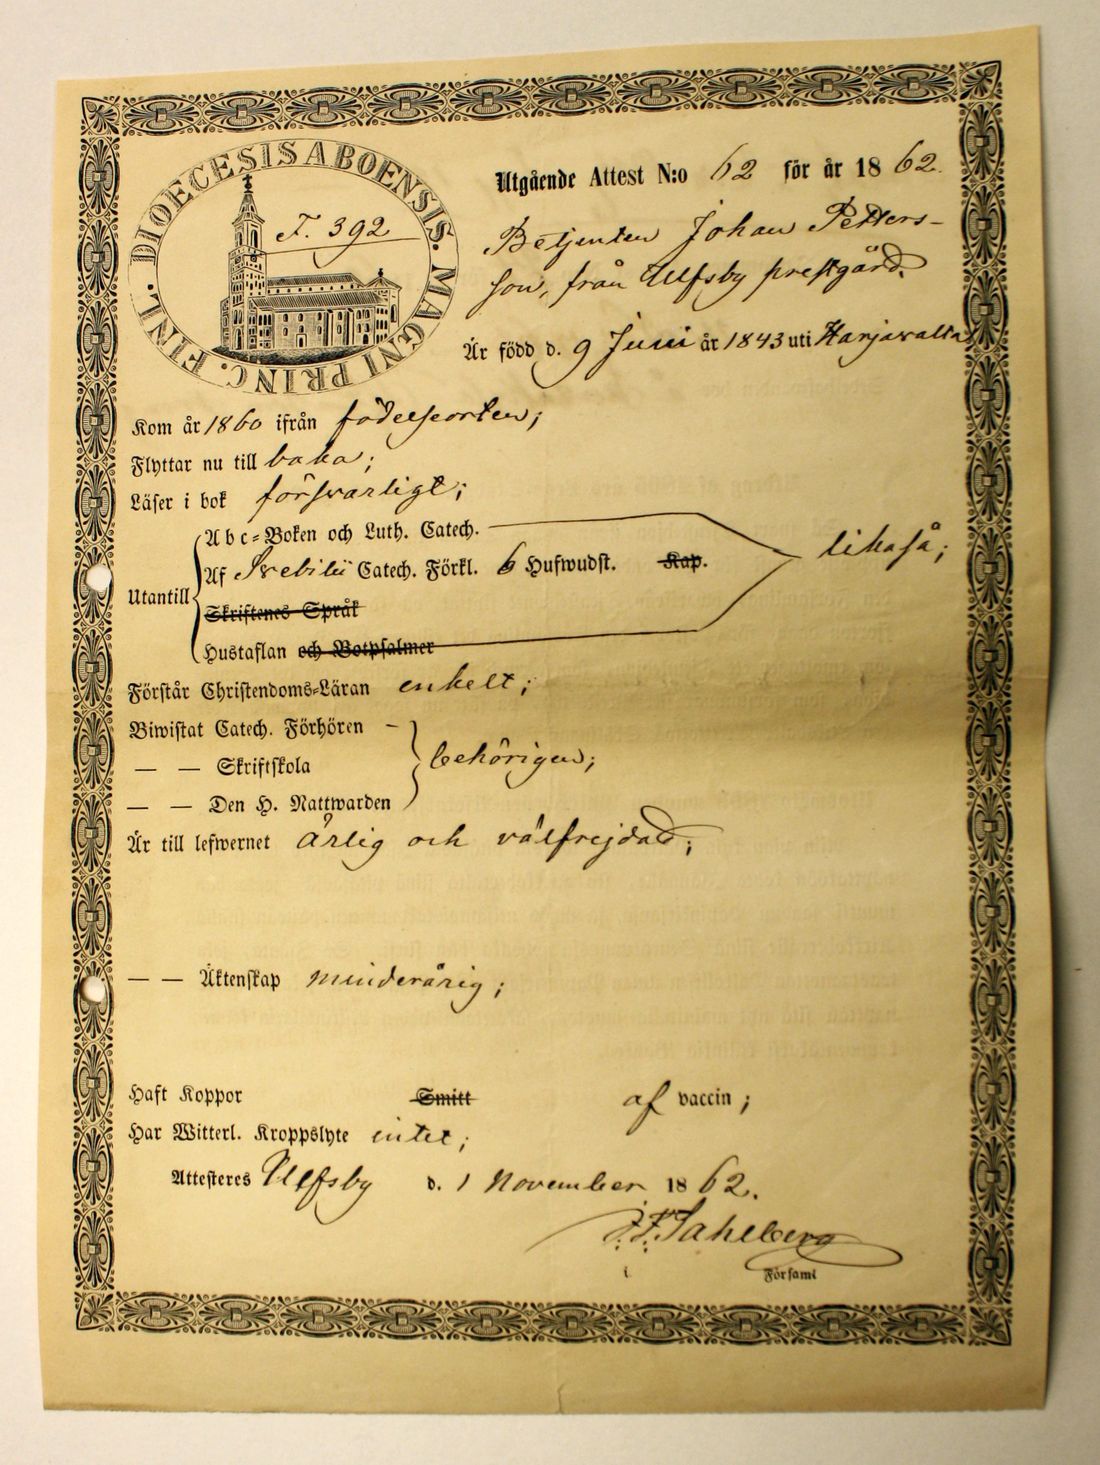 DIOECESIS ABOENSIS. MAGNI PRINC. FINL.
F. 392
Utgående Attest N:o 62 för år 1862.
Betjenten Johan Petters-
son, från Ulfsby prestgård.
Är född d. 9 Juni år 1843 uti Harjavalta
Kom år 1860 ifrån födelseorten;
Flyttar nu till baka;
Läser i bok försvarligt;
Utantill
Abc-Boken och Luth. Catech.
Af Svebilii Catech. Förkl. 6 Hufwudst. Kap.
likaså;
Skriftenes Språk
Hustaflan och Botpsalmer
Förstår Christendoms-Läran enkelt;
Biwistat Catech. Förhören –
— — Skriftskola
behörigen;
— — Den H. Nattwarden
Är till lefwernet ärlig och välfrejdad;
— — Äktenskap minderårig;
Haft Koppor Smitt af vaccin;
Har Witterl. Kroppslyte intet;
Attesteres Ulfsby d. 1 November 1862.
Sahlberg
Församl